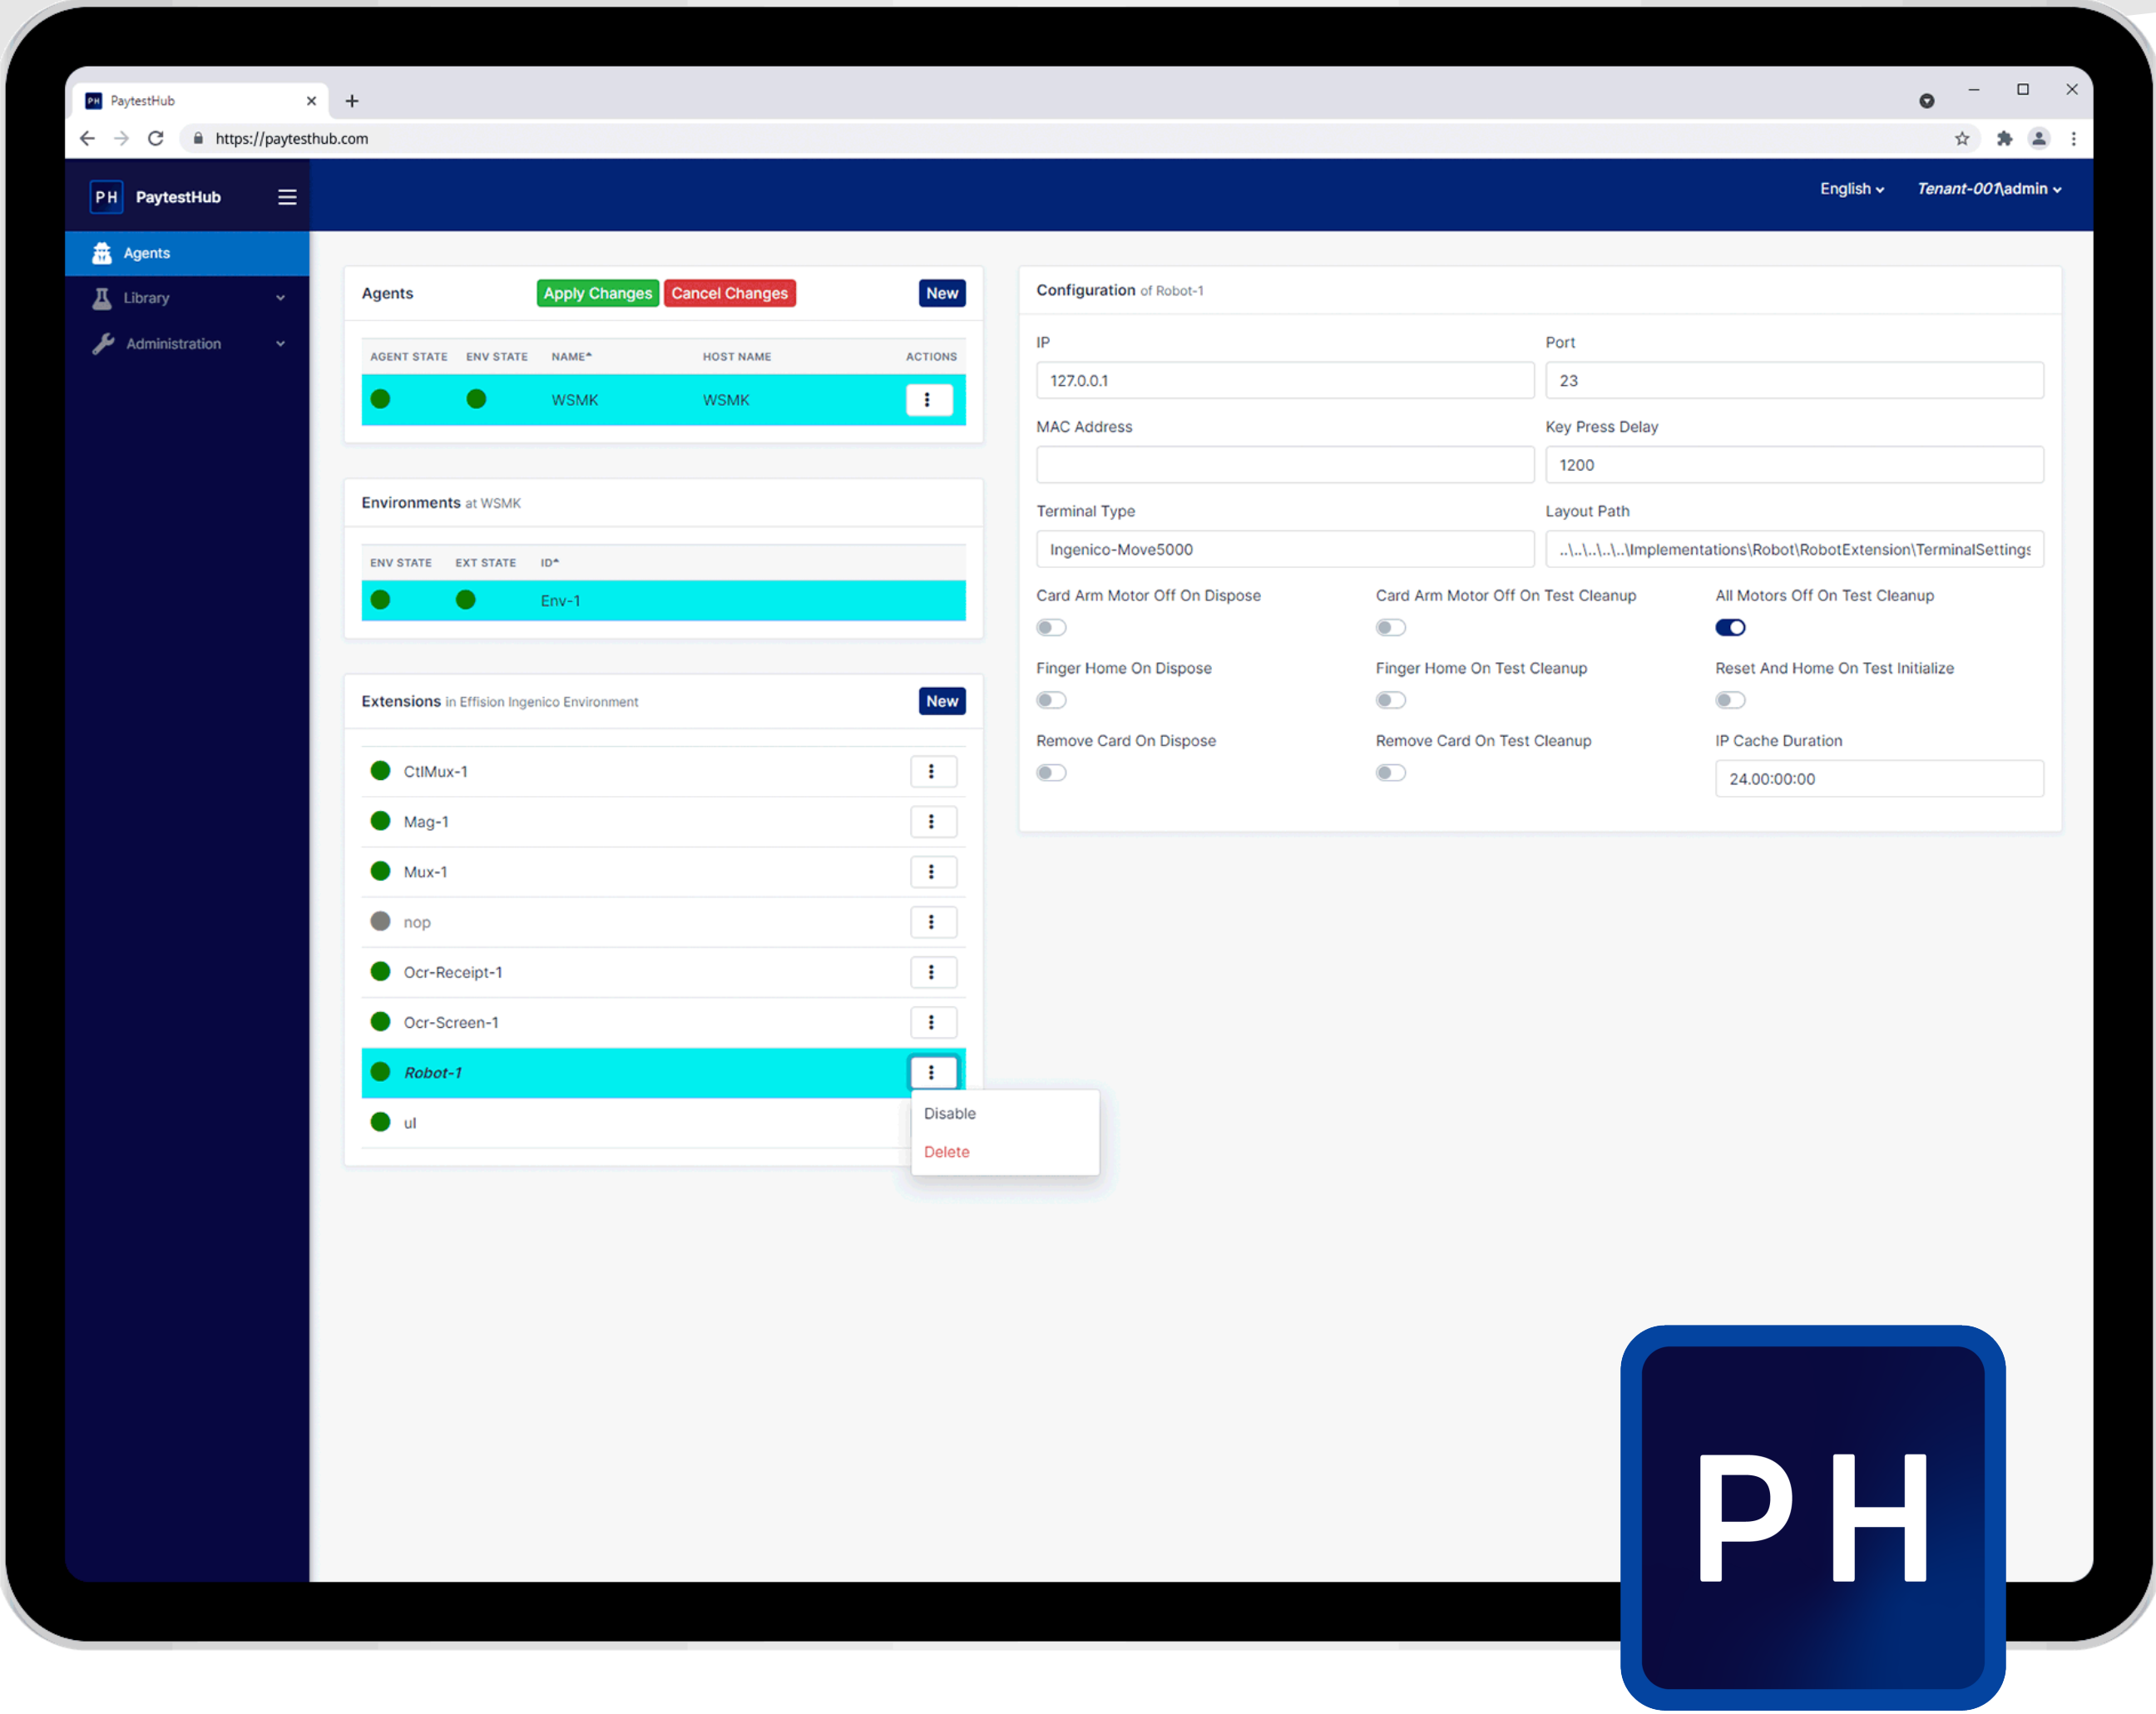 PH PaytestHub
https://paytesthub.com
PH PaytestHub
English
Tenant-001\admin
Agents
Library
Administration
Agents Apply Changes Cancel Changes New
AGENT STATE ENV STATE NAME HOST NAME ACTIONS
WSMK WSMK
Environments at WSMK
ENV STATE EXT STATE ID
Env-1
Extensions in Effision Ingenico Environment New
CtlMux-1
Mag-1
Mux-1
nop
Ocr-Receipt-1
Ocr-Screen-1
Robot-1
uI
Disable
Delete
Configuration of Robot-1
IP Port
127.0.0.1 23
MAC Address Key Press Delay
1200
Terminal Type Layout Path
Ingenico-Move5000 ..\..\..\..\..\Implementations\Robot\RobotExtension\TerminalSettings
Card Arm Motor Off On Dispose Card Arm Motor Off On Test Cleanup All Motors Off On Test Cleanup
Finger Home On Dispose Finger Home On Test Cleanup Reset And Home On Test Initialize
Remove Card On Dispose Remove Card On Test Cleanup IP Cache Duration
24.00:00:00
PH